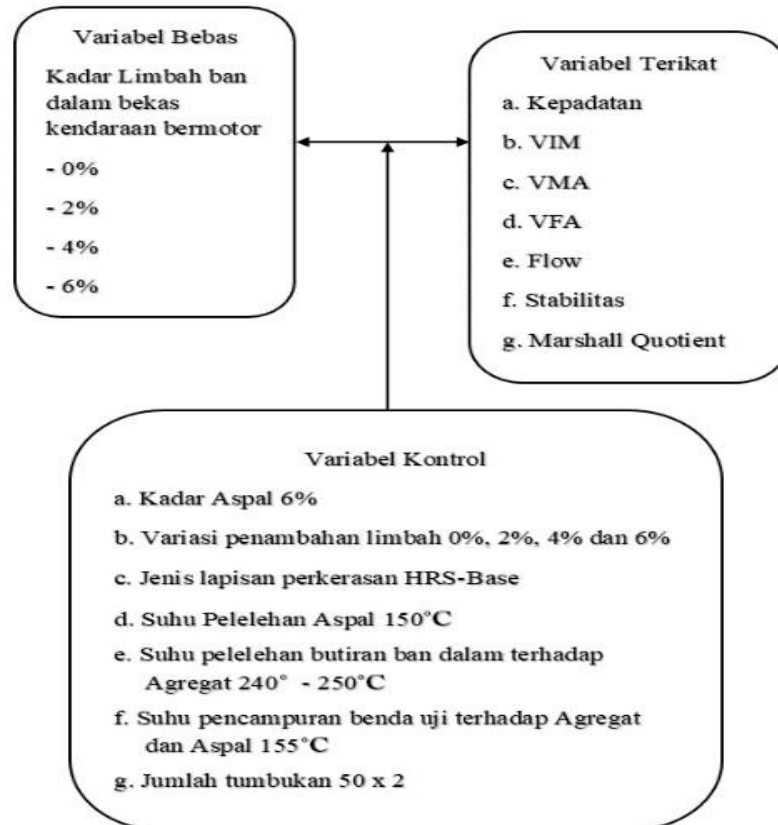 Variabel Bebas
Kadar Limbah ban
dalam bekas
kendaraan bermotor
- 0%
- 2%
- 4%
- 6%
Variabel Terikat
a. Kepadatan
b. VIM
c. VMA
d. VFA
e. Flow
f. Stabilitas
g. Marshall Quotient
Variabel Kontrol
a. Kadar Aspal 6%
b. Variasi penambahan limbah 0%, 2%, 4% dan 6%
c. Jenis lapisan perkerasan HRS-Base
d. Suhu Pelelehan Aspal 150°C
e. Suhu pelelehan butiran ban dalam terhadap
Agregat 240° - 250°C
f. Suhu pencampuran benda uji terhadap Agregat
dan Aspal 155°C
g. Jumlah tumbukan 50 x 2